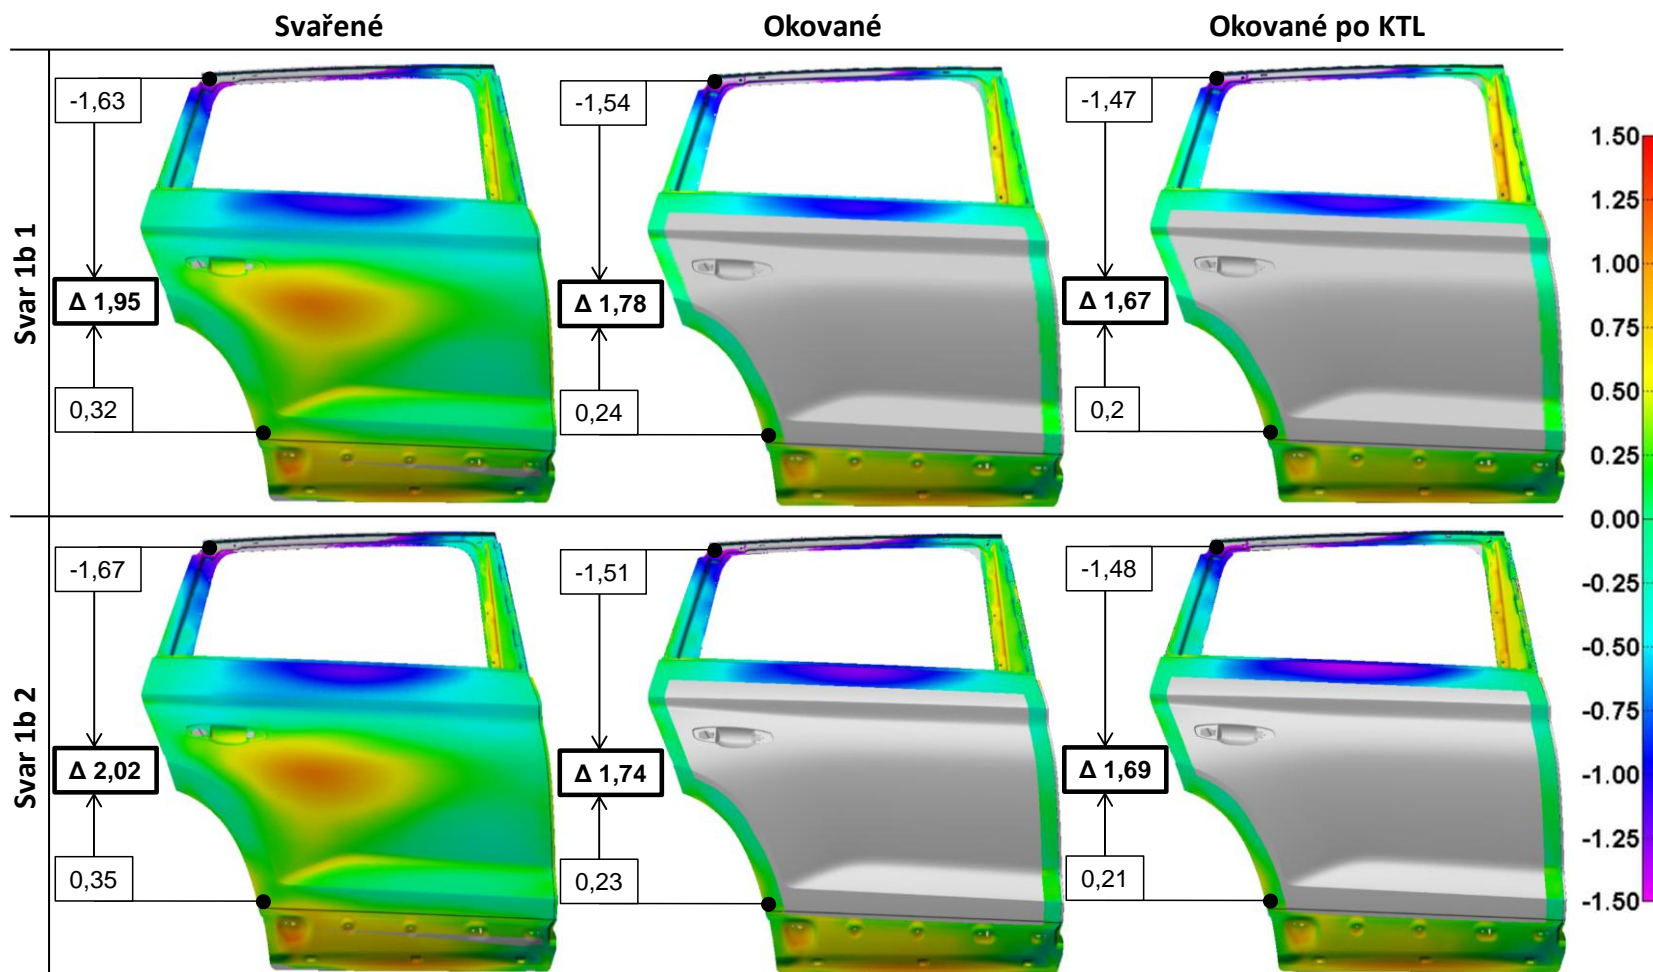 Svařené
Okované
Okované po KTL
Svar 1b 1
-1,63
Δ 1,95
0,32
-1,54
Δ 1,78
0,24
-1,47
Δ 1,67
0,2
Svar 1b 2
-1,67
Δ 2,02
0,35
-1,51
Δ 1,74
0,23
-1,48
Δ 1,69
0,21
1.50
1.25
1.00
0.75
0.50
0.25
0.00
-0.25
-0.50
-0.75
-1.00
-1.25
-1.50